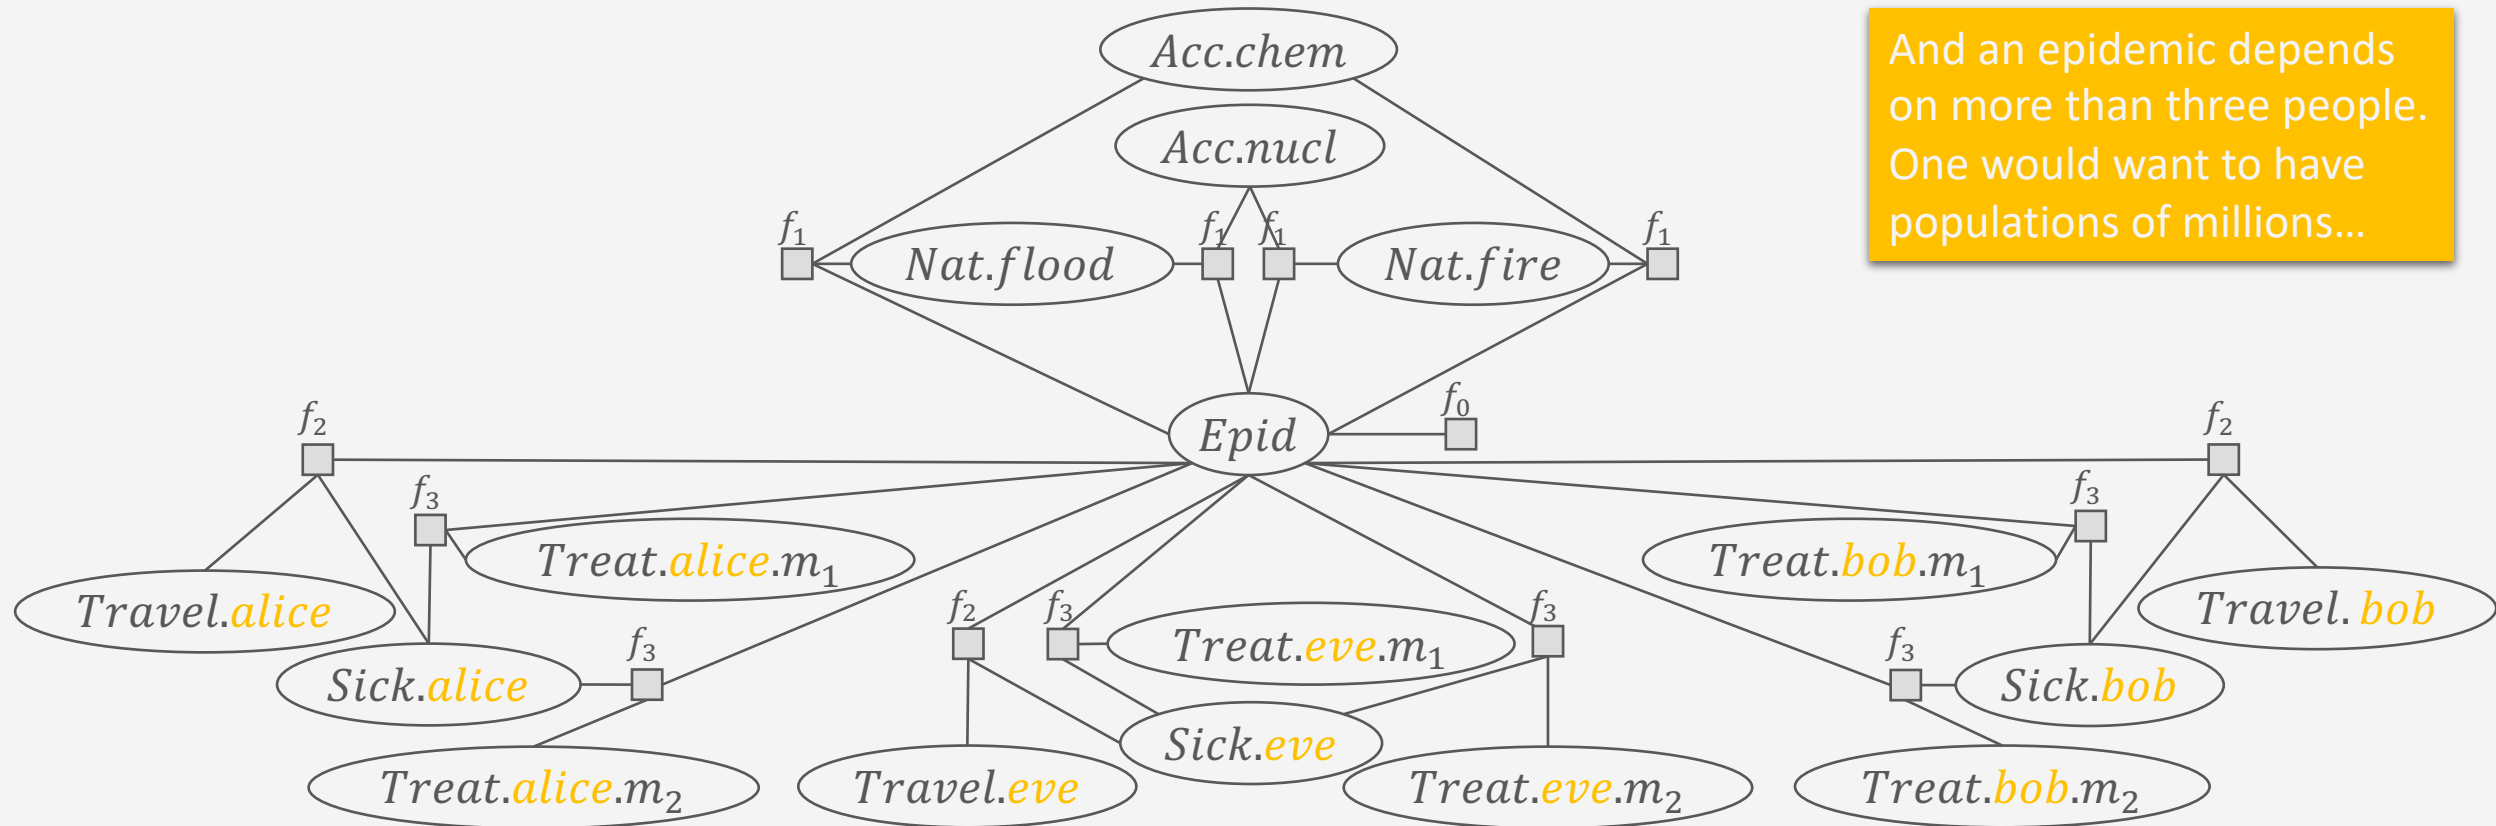 Acc.chem
And an epidemic depends
on more than three people.
One would want to have
populations of millions...
Acc.nucl
f₁
f₁
f₁
f₁
Nat.flood
Nat.fire
f₂
Epid
f₀
f₂
f₃
f₃
Treat.alice.m₁
Treat.bob.m₁
Travel.alice
f₂
f₃
Treat.eve.m₁
f₃
Travel.bob
Sick.alice
f₃
f₃
Sick.bob
Sick.eve
Treat.alice.m₂
Travel.eve
Treat.eve.m₂
Treat.bob.m₂